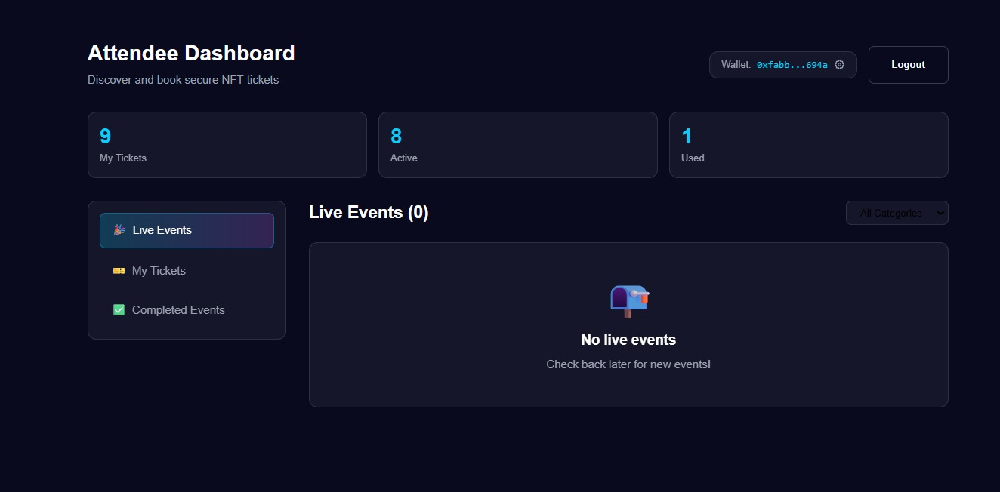 Attendee Dashboard
Discover and book secure NFT tickets
Wallet: 0xfabb...694a
Logout
9
My Tickets
8
Active
1
Used
Live Events
My Tickets
Completed Events
Live Events (0)
All Categories
No live events
Check back later for new events!